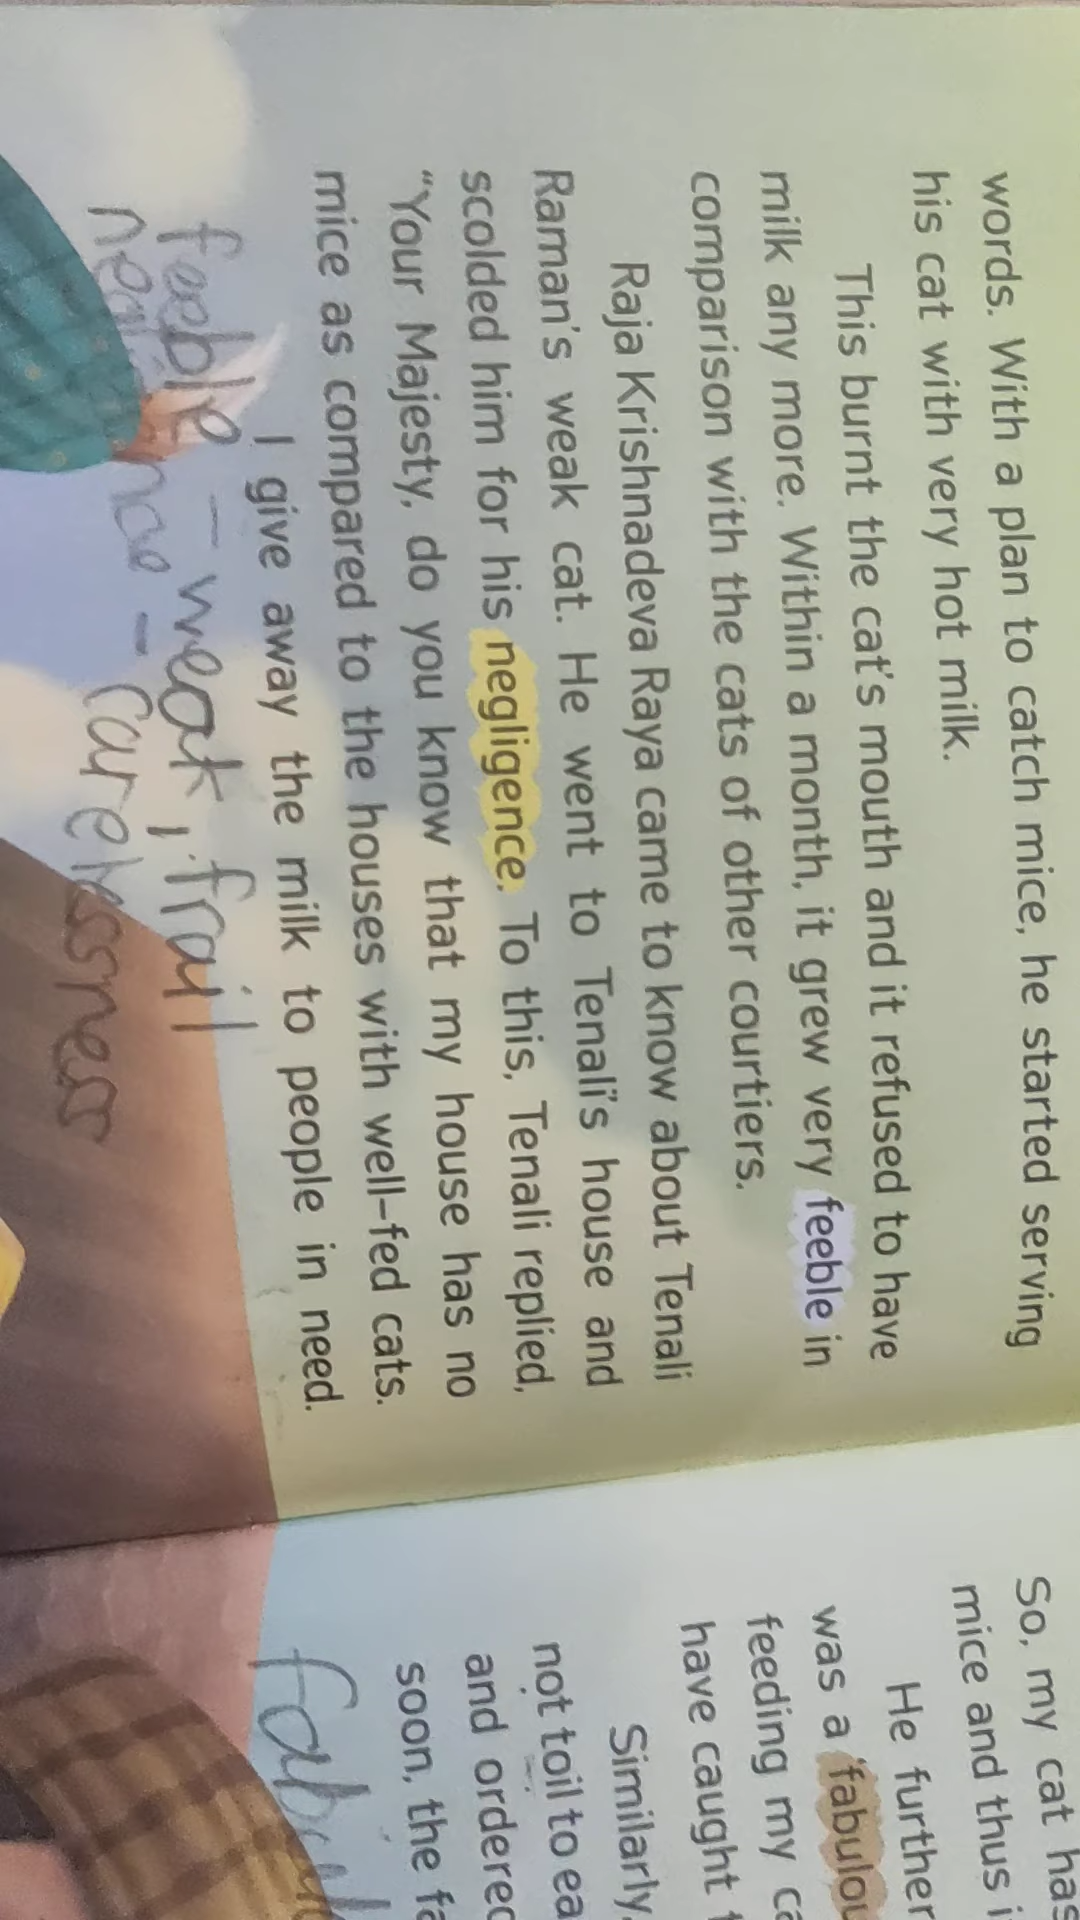 words. With a plan to catch mice, he started serving
his cat with very hot milk.
This burnt the cat's mouth and it refused to have
milk any more. Within a month, it grew very feeble in
comparison with the cats of other courtiers.
Raja Krishnadeva Raya came to know about Tenali
Raman's weak cat. He went to Tenali's house and
scolded him for his negligence. To this, Tenali replied,
"Your Majesty, do you know that my house has no
mice as compared to the houses with well-fed cats.
I give away the milk to people in need.
feeble - weak, frail
- carelessness
So, my cat has
mice and thus
He further
was a
feeding my
have caught
Similarly,
not toil to
and
soon, the